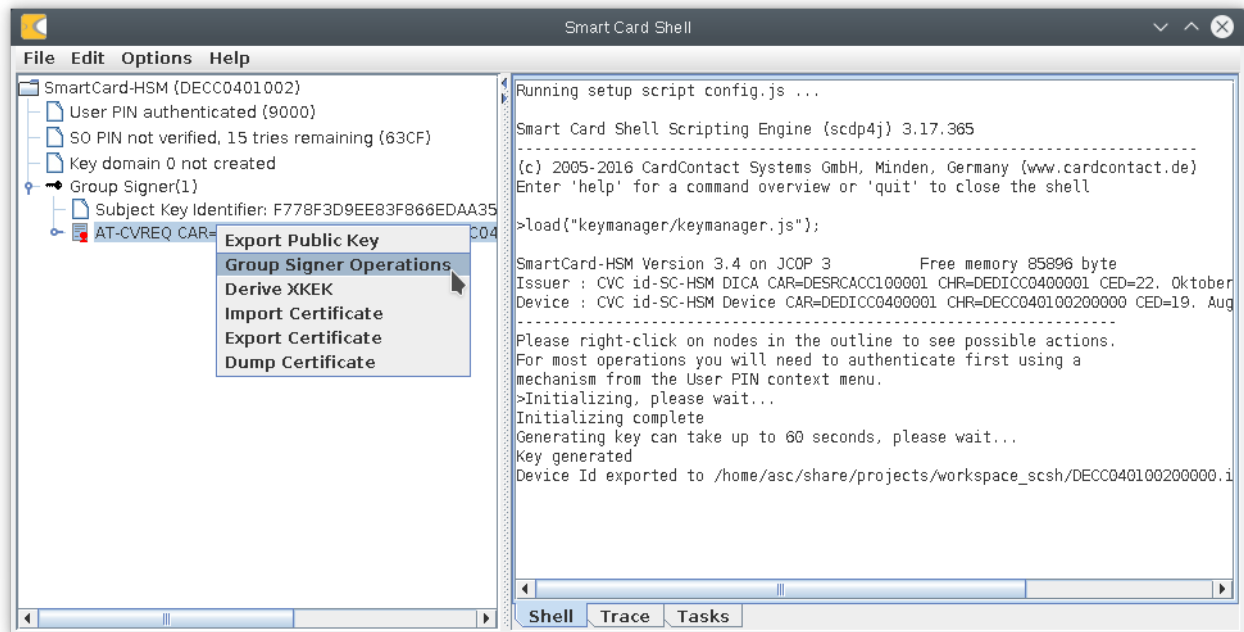 Smart Card Shell
File Edit Options Help
SmartCard-HSM (DECC0401002)
User PIN authenticated (9000)
SO PIN not verified, 15 tries remaining (63CF)
Key domain 0 not created
Group Signer(1)
Subject Key Identifier: F778F3D9EE83F866EDAA35
AT-CVREQ CAR=
C04
Export Public Key
Group Signer Operations
Derive XKEK
Import Certificate
Export Certificate
Dump Certificate
Running setup script config.js ...
Smart Card Shell Scripting Engine (scdp4j) 3.17.365
---------------------------------------------------------------------------
(c) 2005-2016 CardContact Systems GmbH, Minden, Germany (www.cardcontact.de)
Enter 'help' for a command overview or 'quit' to close the shell
>load("keymanager/keymanager.js");
SmartCard-HSM Version 3.4 on JCOP 3 Free memory 85896 byte
Issuer : CVC id-SC-HSM DICA CAR=DESRCACC100001 CHR=DEDICC0400001 CED=22. Oktober
Device : CVC id-SC-HSM Device CAR=DEDICC0400001 CHR=DECC040100200000 CED=19. Aug
-------------------------------------------------------------------
Please right-click on nodes in the outline to see possible actions.
For most operations you will need to authenticate first using a
mechanism from the User PIN context menu.
>Initializing, please wait...
Initializing complete
Generating key can take up to 60 seconds, please wait...
Key generated
Device Id exported to /home/asc/share/projects/workspace_scsh/DECC040100200000.i
Shell Trace Tasks